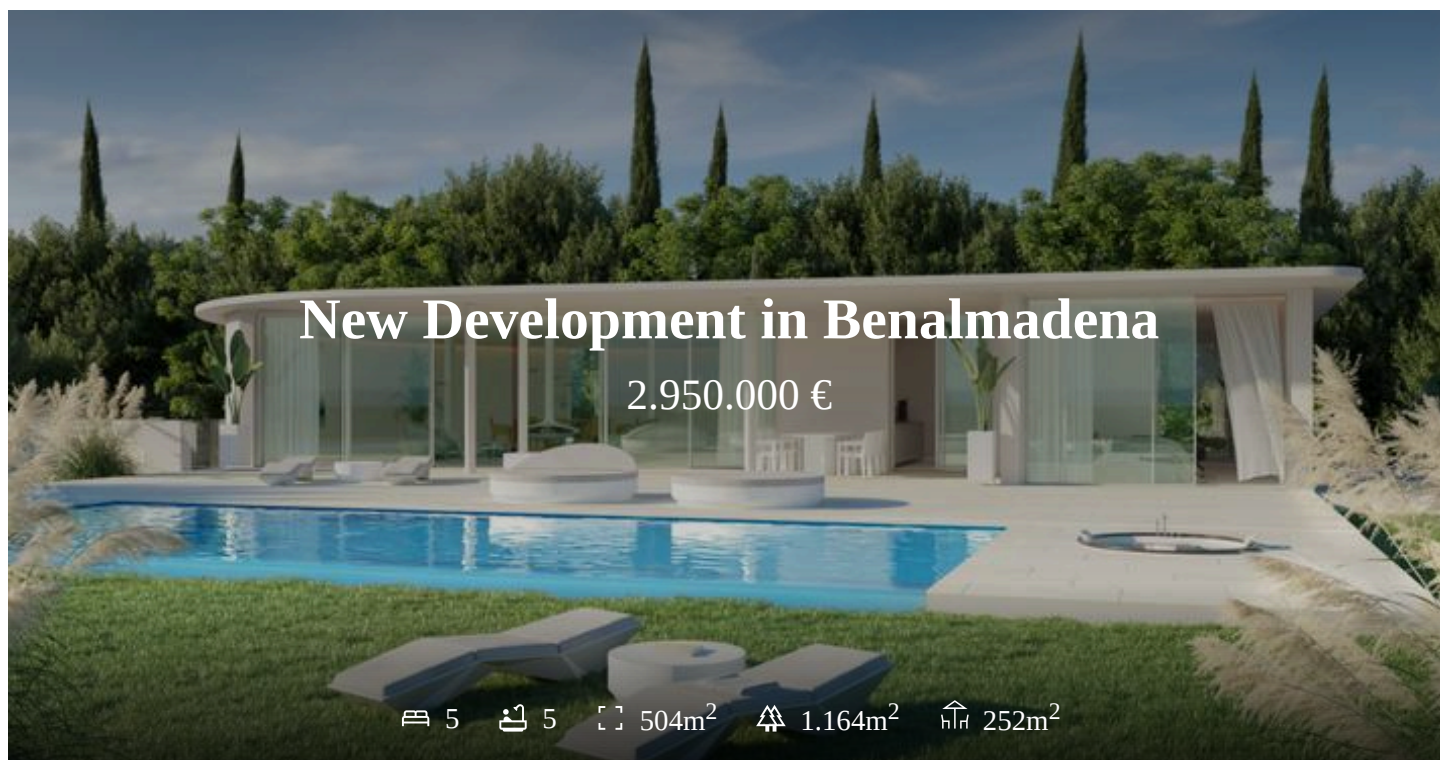 New Development in Benalmadena
2.950.000 €
5 5 504m² 1.164m² 252m²